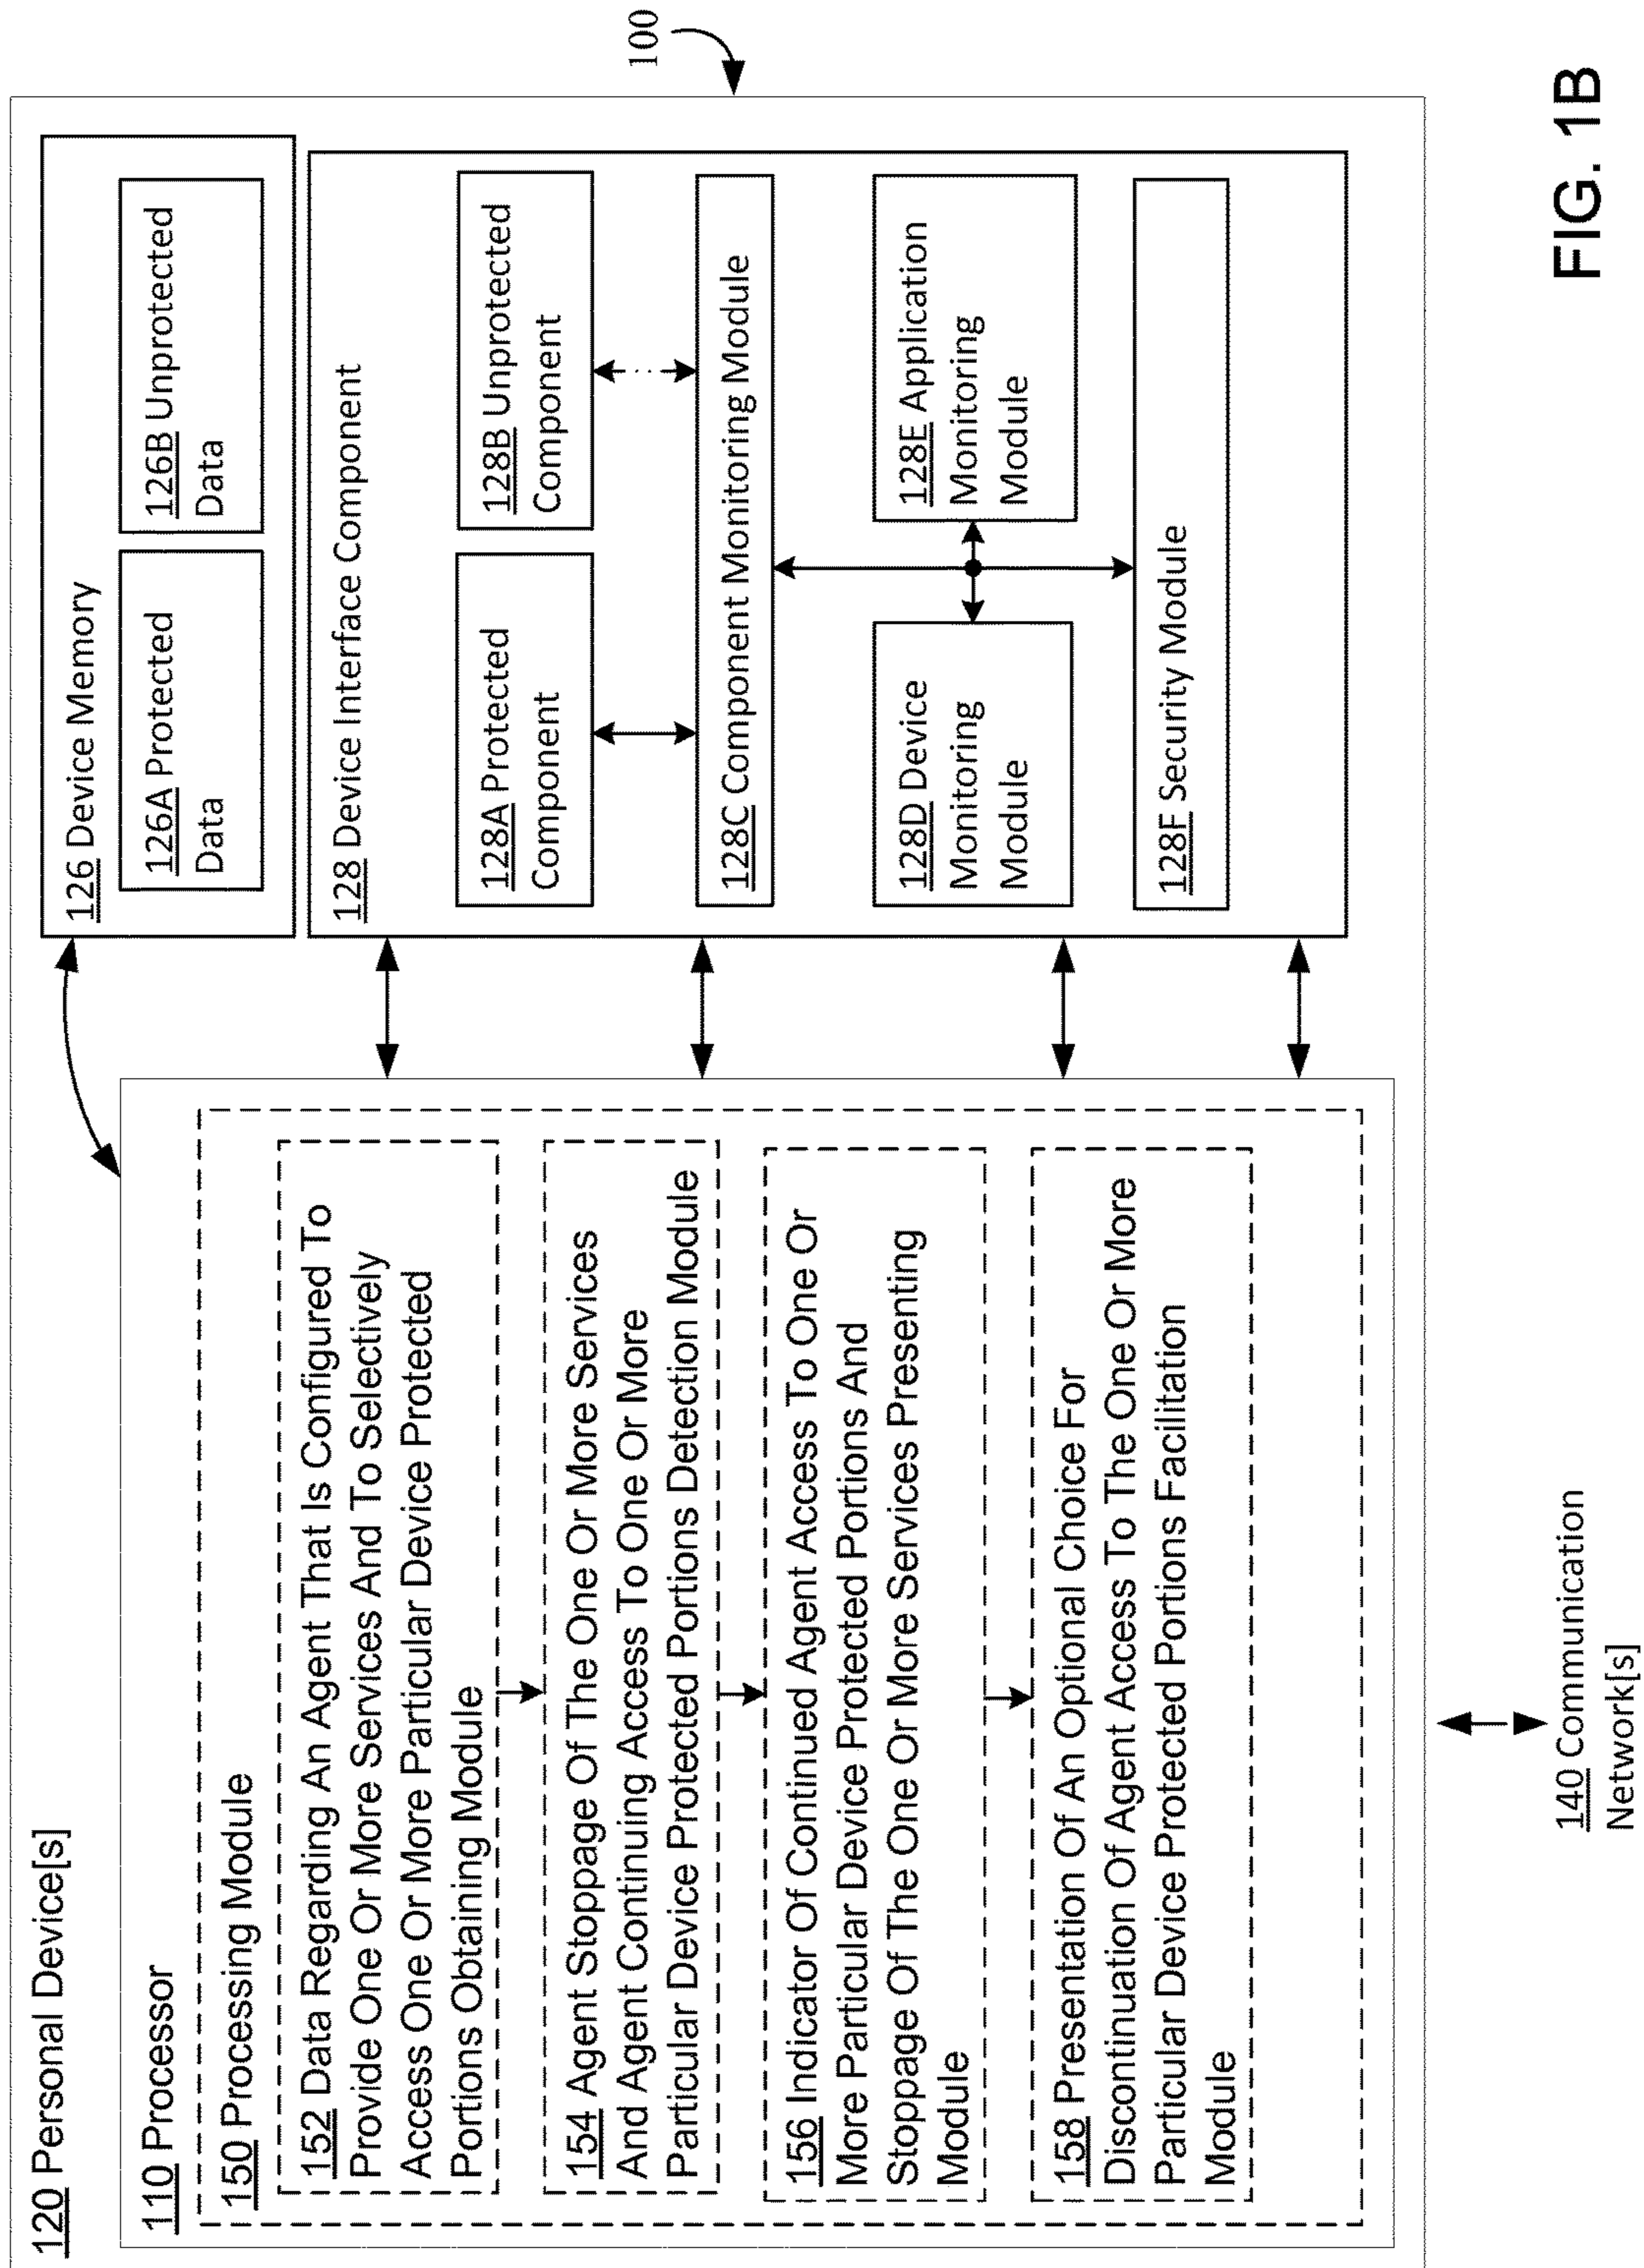 120 Personal Device[s]
110 Processor
150 Processing Module
152 Data Regarding An Agent That Is Configured To
Provide One Or More Services And To Selectively
Access One Or More Particular Device Protected
Portions Obtaining Module
154 Agent Stoppage Of The One Or More Services
And Agent Continuing Access To One Or More
Particular Device Protected Portions Detection Module
156 Indicator Of Continued Agent Access To One Or
More Particular Device Protected Portions And
Stoppage Of The One Or More Services Presenting
Module
158 Presentation Of An Optional Choice For
Discontinuation Of Agent Access To The One Or More
Particular Device Protected Portions Facilitation
Module
126 Device Memory
126A Protected
Data
126B Unprotected
Data
128 Device Interface Component
128A Protected
Component
128B Unprotected
Component
128C Component Monitoring Module
128D Device
Monitoring
Module
128E Application
Monitoring
Module
128F Security Module
100
140 Communication
Network[s]
FIG. 1B